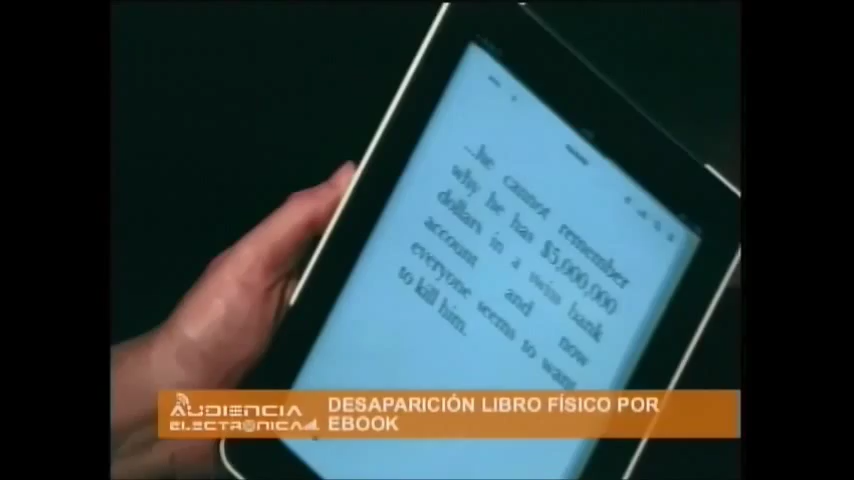 ...he cannot remember
why he has $5,000,000
dollars in a swiss bank
account and now
everyone seems to want
to kill him.
AUDIENCIA
ELECTRONICA
DESAPARICIÓN LIBRO FÍSICO POR
EBOOK